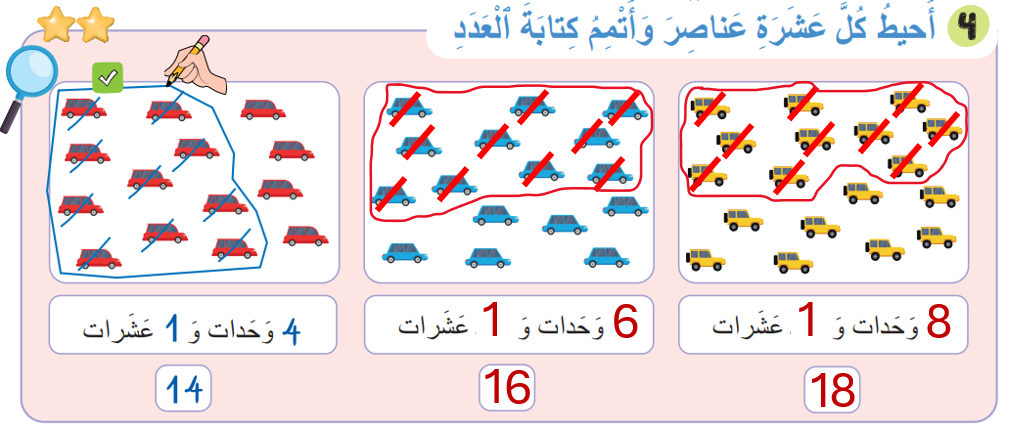 4 أُحيطُ كُلَّ عَشَرَةِ عَناصِرَ وَأُتْمِمُ كِتابَةَ ٱلْعَدَدِ
8 وَحَدات وَ 1 عَشَرات
6 وَحَدات وَ 1 عَشَرات
4 وَحَدات وَ 1 عَشَرات
18
16
14